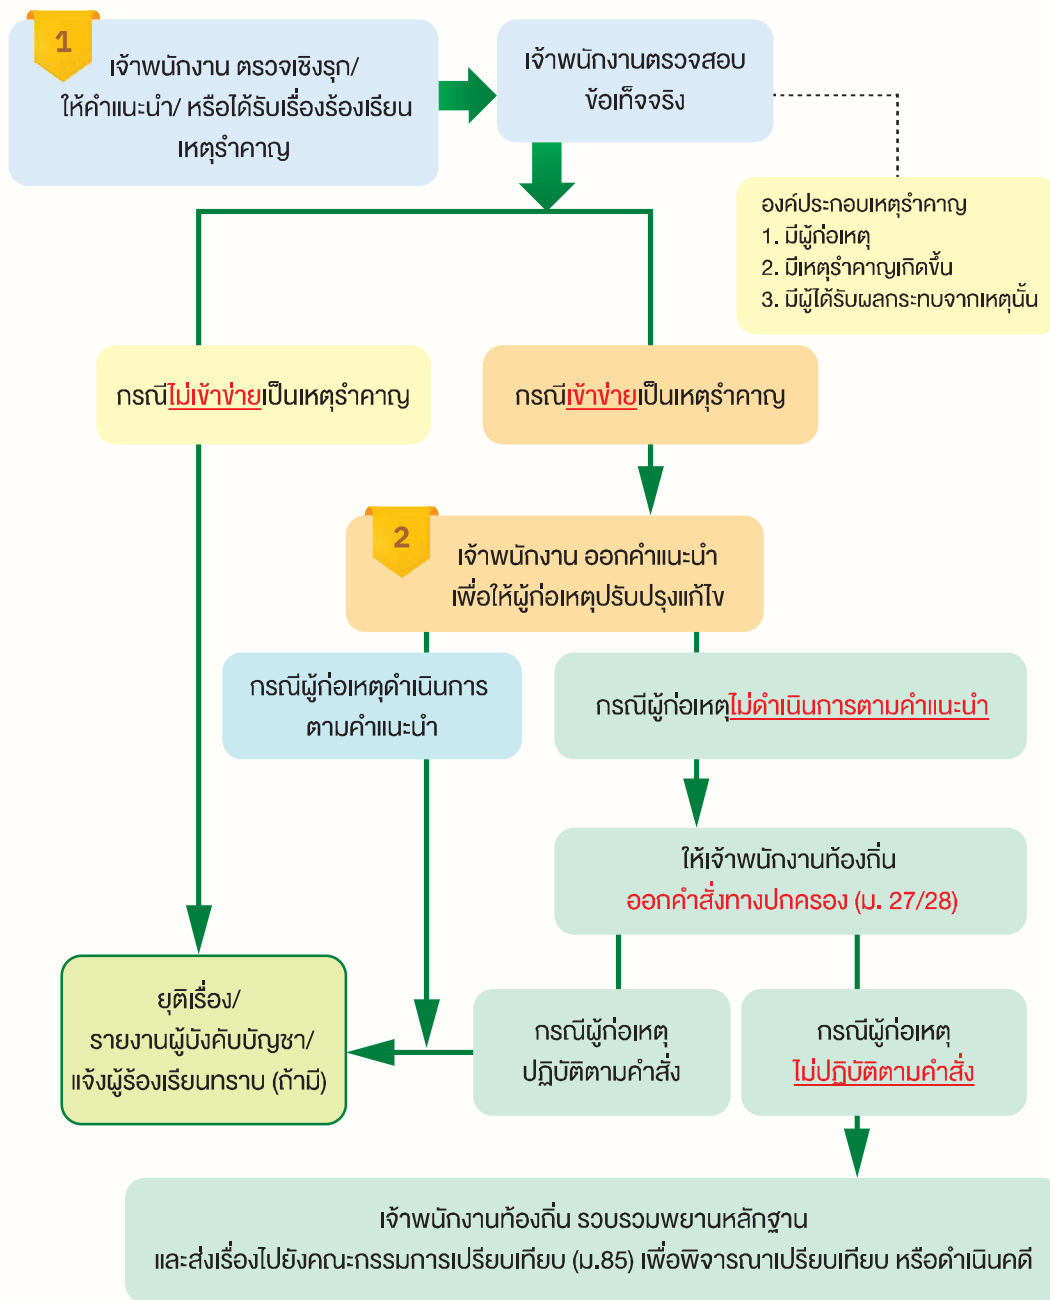 1
เจ้าพนักงาน ตรวจเชิงรุก/
ให้คำแนะนำ/ หรือได้รับเรื่องร้องเรียน
เหตุรำคาญ
เจ้าพนักงานตรวจสอบ
ข้อเท็จจริง
องค์ประกอบเหตุรำคาญ
1. มีผู้ก่อเหตุ
2. มีเหตุรำคาญเกิดขึ้น
3. มีผู้ได้รับผลกระทบจากเหตุนั้น
กรณีไม่เข้าข่ายเป็นเหตุรำคาญ
กรณีเข้าข่ายเป็นเหตุรำคาญ
2
เจ้าพนักงาน ออกคำแนะนำ
เพื่อให้ผู้ก่อเหตุปรับปรุงแก้ไข
กรณีผู้ก่อเหตุดำเนินการ
ตามคำแนะนำ
กรณีผู้ก่อเหตุไม่ดำเนินการตามคำแนะนำ
ให้เจ้าพนักงานท้องถิ่น
ออกคำสั่งทางปกครอง (ม. 27/28)
ยุติเรื่อง/
รายงานผู้บังคับบัญชา/
แจ้งผู้ร้องเรียนทราบ (ถ้ามี)
กรณีผู้ก่อเหตุ
ปฏิบัติตามคำสั่ง
กรณีผู้ก่อเหตุ
ไม่ปฏิบัติตามคำสั่ง
เจ้าพนักงานท้องถิ่น รวบรวมพยานหลักฐาน
และส่งเรื่องไปยังคณะกรรมการเปรียบเทียบ (ม.85) เพื่อพิจารณาเปรียบเทียบ หรือดำเนินคดี